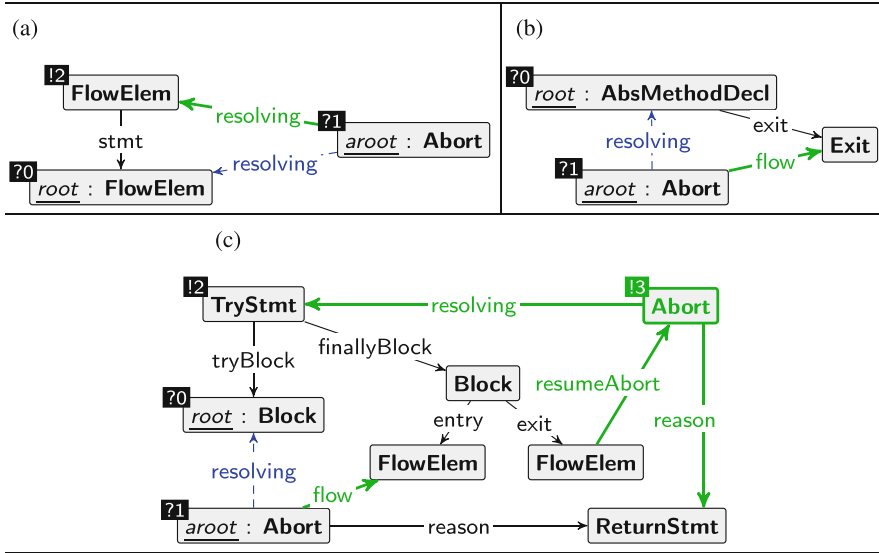 (a)
(b)
!2
FlowElem
resolving
?1
aroot : Abort
stmt
resolving
?0
root : FlowElem
?0
root : AbsMethodDecl
exit
Exit
resolving
flow
?1
aroot : Abort
(c)
!2
TryStmt
resolving
!3
Abort
tryBlock
finallyBlock
Block
resumeAbort
?0
root : Block
entry
exit
reason
resolving
FlowElem
FlowElem
flow
?1
aroot : Abort
reason
ReturnStmt